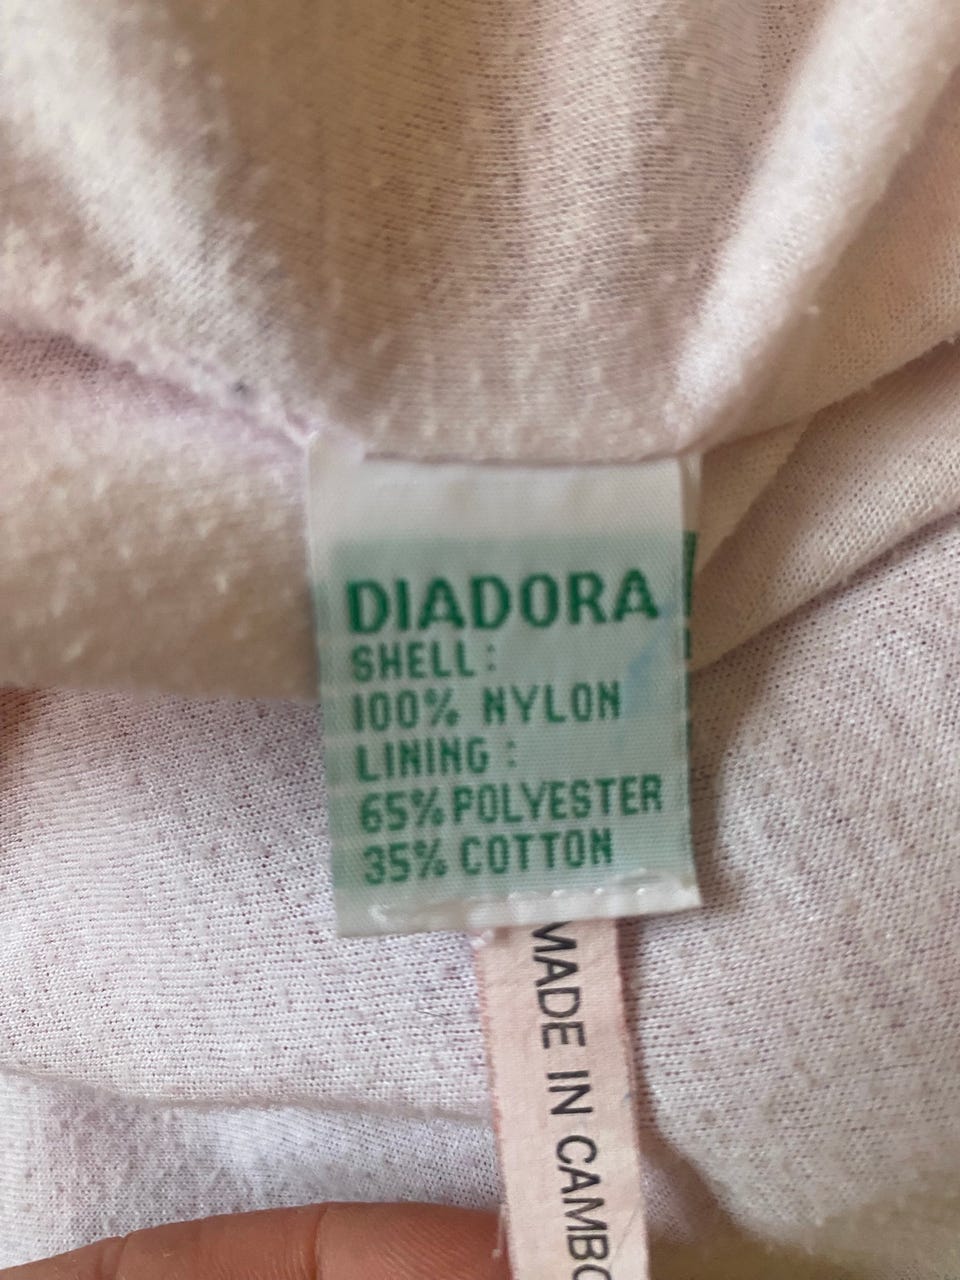 DIADORA
SHELL:
100% NYLON
LINING:
65% POLYESTER
35% COTTON
MADE IN CAMBO